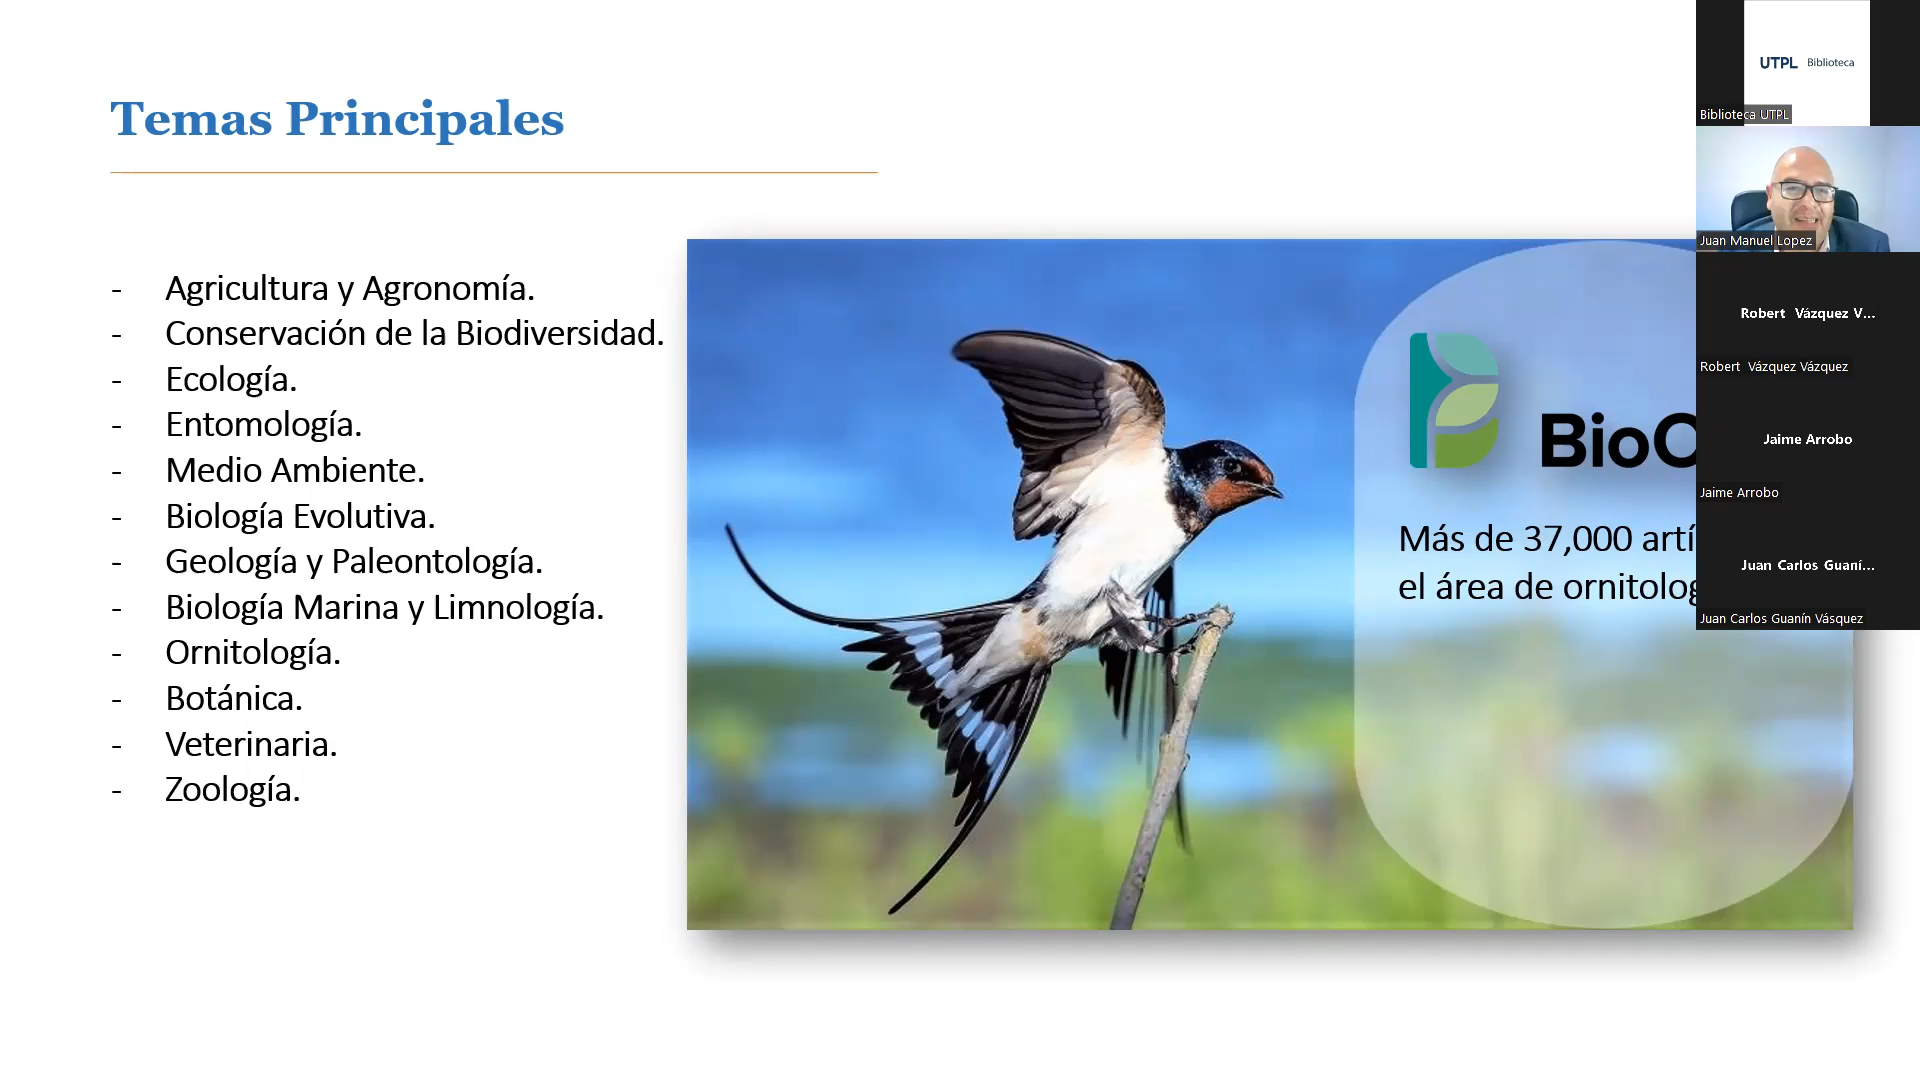 Temas Principales
- Agricultura y Agronomía.
- Conservación de la Biodiversidad.
- Ecología.
- Entomología.
- Medio Ambiente.
- Biología Evolutiva.
- Geología y Paleontología.
- Biología Marina y Limnología.
- Ornitología.
- Botánica.
- Veterinaria.
- Zoología.
Más de 37,000
el área de
UTPL Biblioteca
Biblioteca UTPL
Juan Manuel Lopez
Robert Vázquez V...
Robert Vázquez Vázquez
Jaime Arrobo
Jaime Arrobo
Juan Carlos Guaní...
Juan Carlos Guanín Vásquez